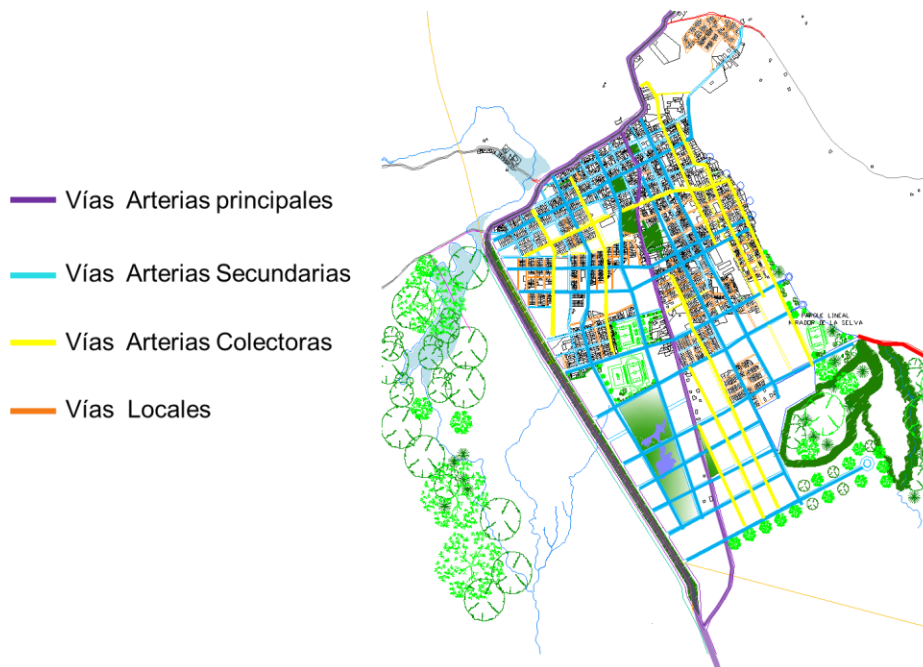 Vías Arterias principales
Vías Arterias Secundarias
Vías Arterias Colectoras
Vías Locales
PARQUE LINEAL
MIRADOR DE LA SELVA